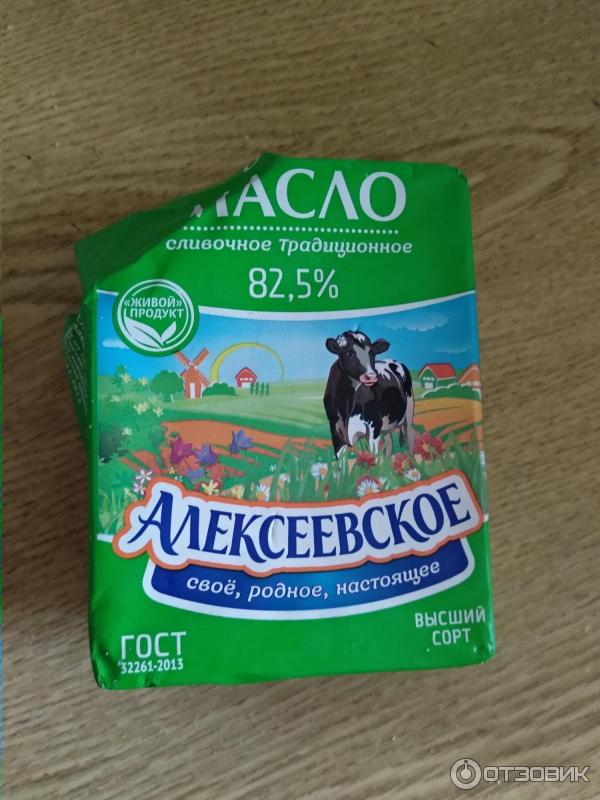 МАСЛО
сливочное традиционное
82,5%
«ЖИВОЙ»
ПРОДУКТ
АЛЕКСЕЕВСКОЕ
своё, родное, настоящее
ГОСТ
32261-2013
ВЫСШИЙ
СОРТ
ОТЗОВИК